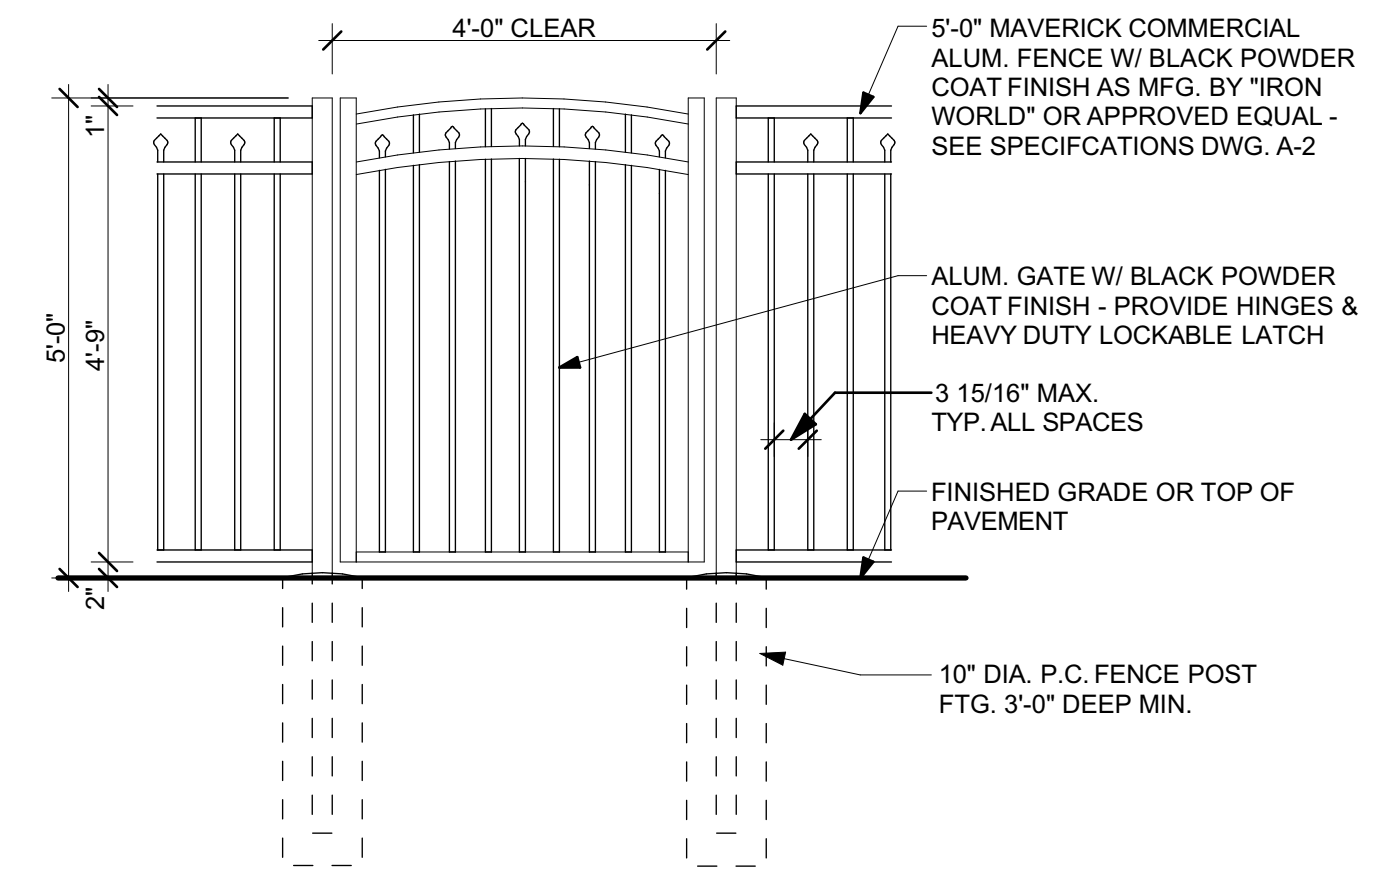 4'-0" CLEAR
5'-0" MAVERICK COMMERCIAL
ALUM. FENCE W/ BLACK POWDER
COAT FINISH AS MFG. BY "IRON
WORLD" OR APPROVED EQUAL -
SEE SPECIFCATIONS DWG. A-2
1"
5'-0"
4'-9"
2"
ALUM. GATE W/ BLACK POWDER
COAT FINISH - PROVIDE HINGES &
HEAVY DUTY LOCKABLE LATCH
3 15/16" MAX.
TYP. ALL SPACES
FINISHED GRADE OR TOP OF
PAVEMENT
10" DIA. P.C. FENCE POST
FTG. 3'-0" DEEP MIN.